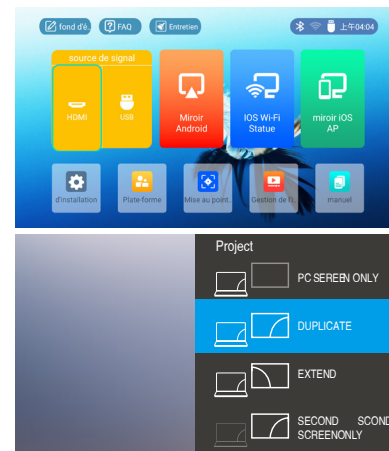 fond d'é..
FAQ
Entretien
上午04:04
source de signal
HDMI
USB
Miroir
Android
IOS Wi-Fi
Statue
miroir iOS
AP
d'installation
Plate-forme
Mise au point..
Gestion de l'i..
manuel
Project
PC SEREEN ONLY
DUPLICATE
EXTEND
SECOND SCOND
SCREENONLY